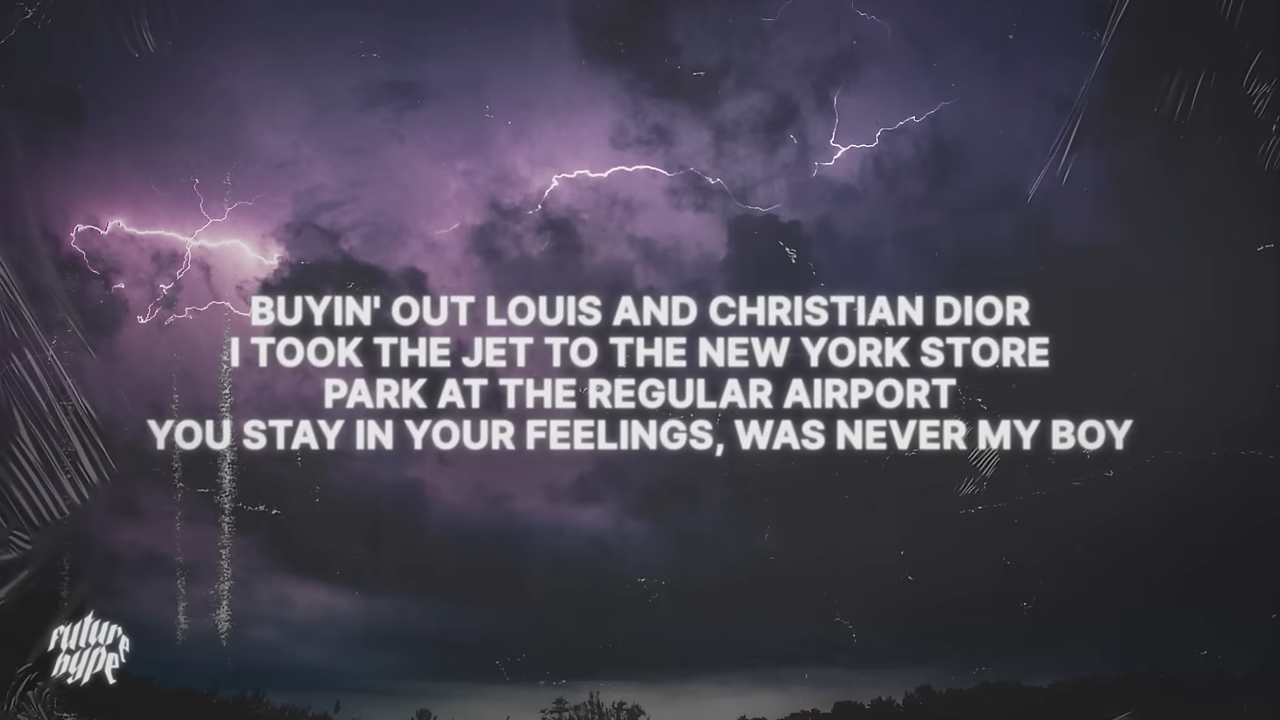 BUYIN' OUT LOUIS AND CHRISTIAN DIOR
I TOOK THE JET TO THE NEW YORK STORE
PARK AT THE REGULAR AIRPORT
YOU STAY IN YOUR FEELINGS, WAS NEVER MY BOY
future
hype